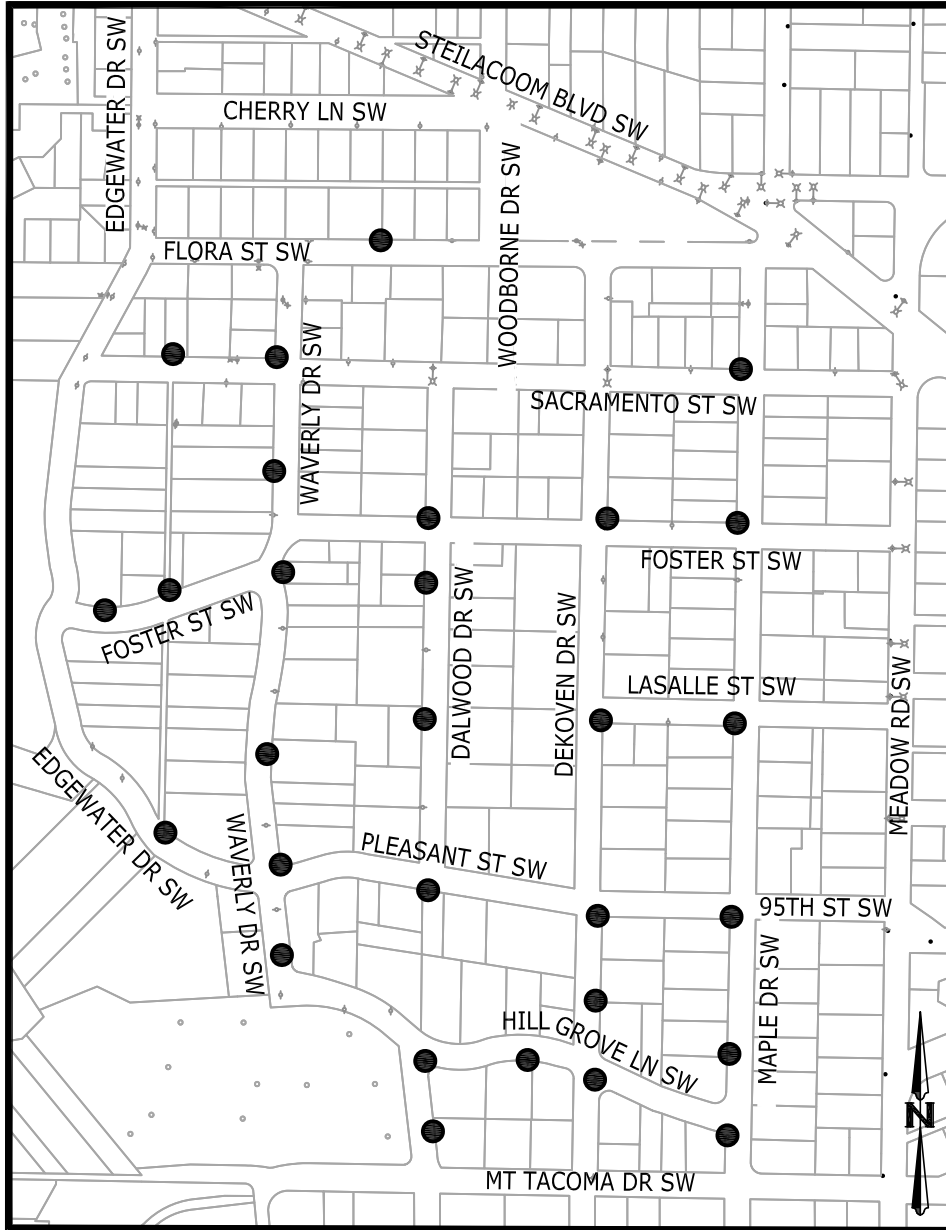 EDGEWATER DR SW
STEILACOOM BLVD SW
CHERRY LN SW
WOODBORNE DR SW
FLORA ST SW
WAVERLY DR SW
SACRAMENTO ST SW
FOSTER ST SW
FOSTER ST SW
DALWOOD DR SW
DEKOVEN DR SW
LASALLE ST SW
MEADOW RD SW
EDGEWATER DR SW
WAVERLY DR SW
PLEASANT ST SW
95TH ST SW
MAPLE DR SW
HILL GROVE LN SW
N
MT TACOMA DR SW